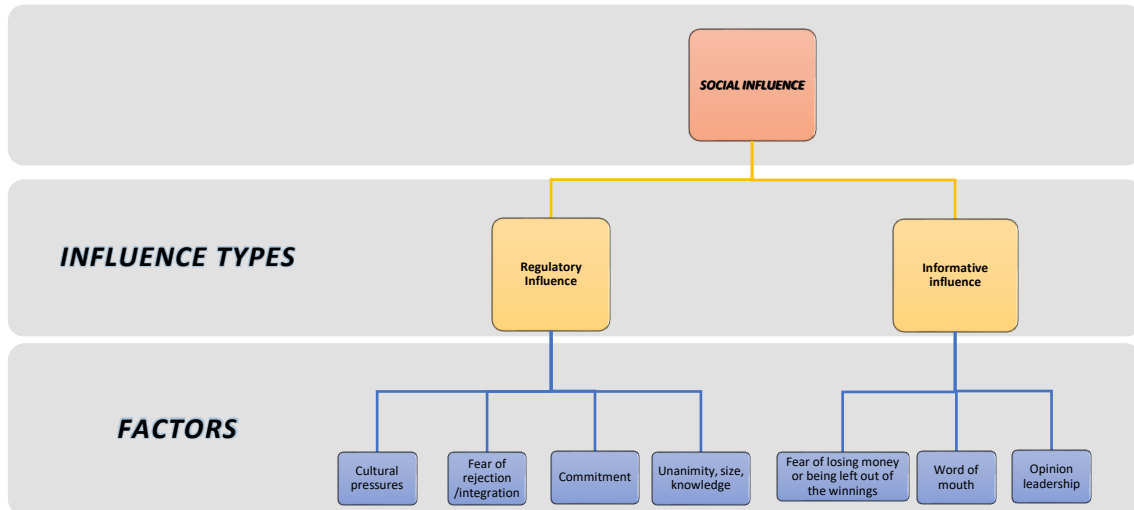 SOCIAL INFLUENCE
INFLUENCE TYPES
Regulatory
Influence
Informative
influence
FACTORS
Cultural
pressures
Fear of
rejection
/integration
Commitment
Unanimity, size,
knowledge
Fear of losing money
or being left out of
the winnings
Word of
mouth
Opinion
leadership